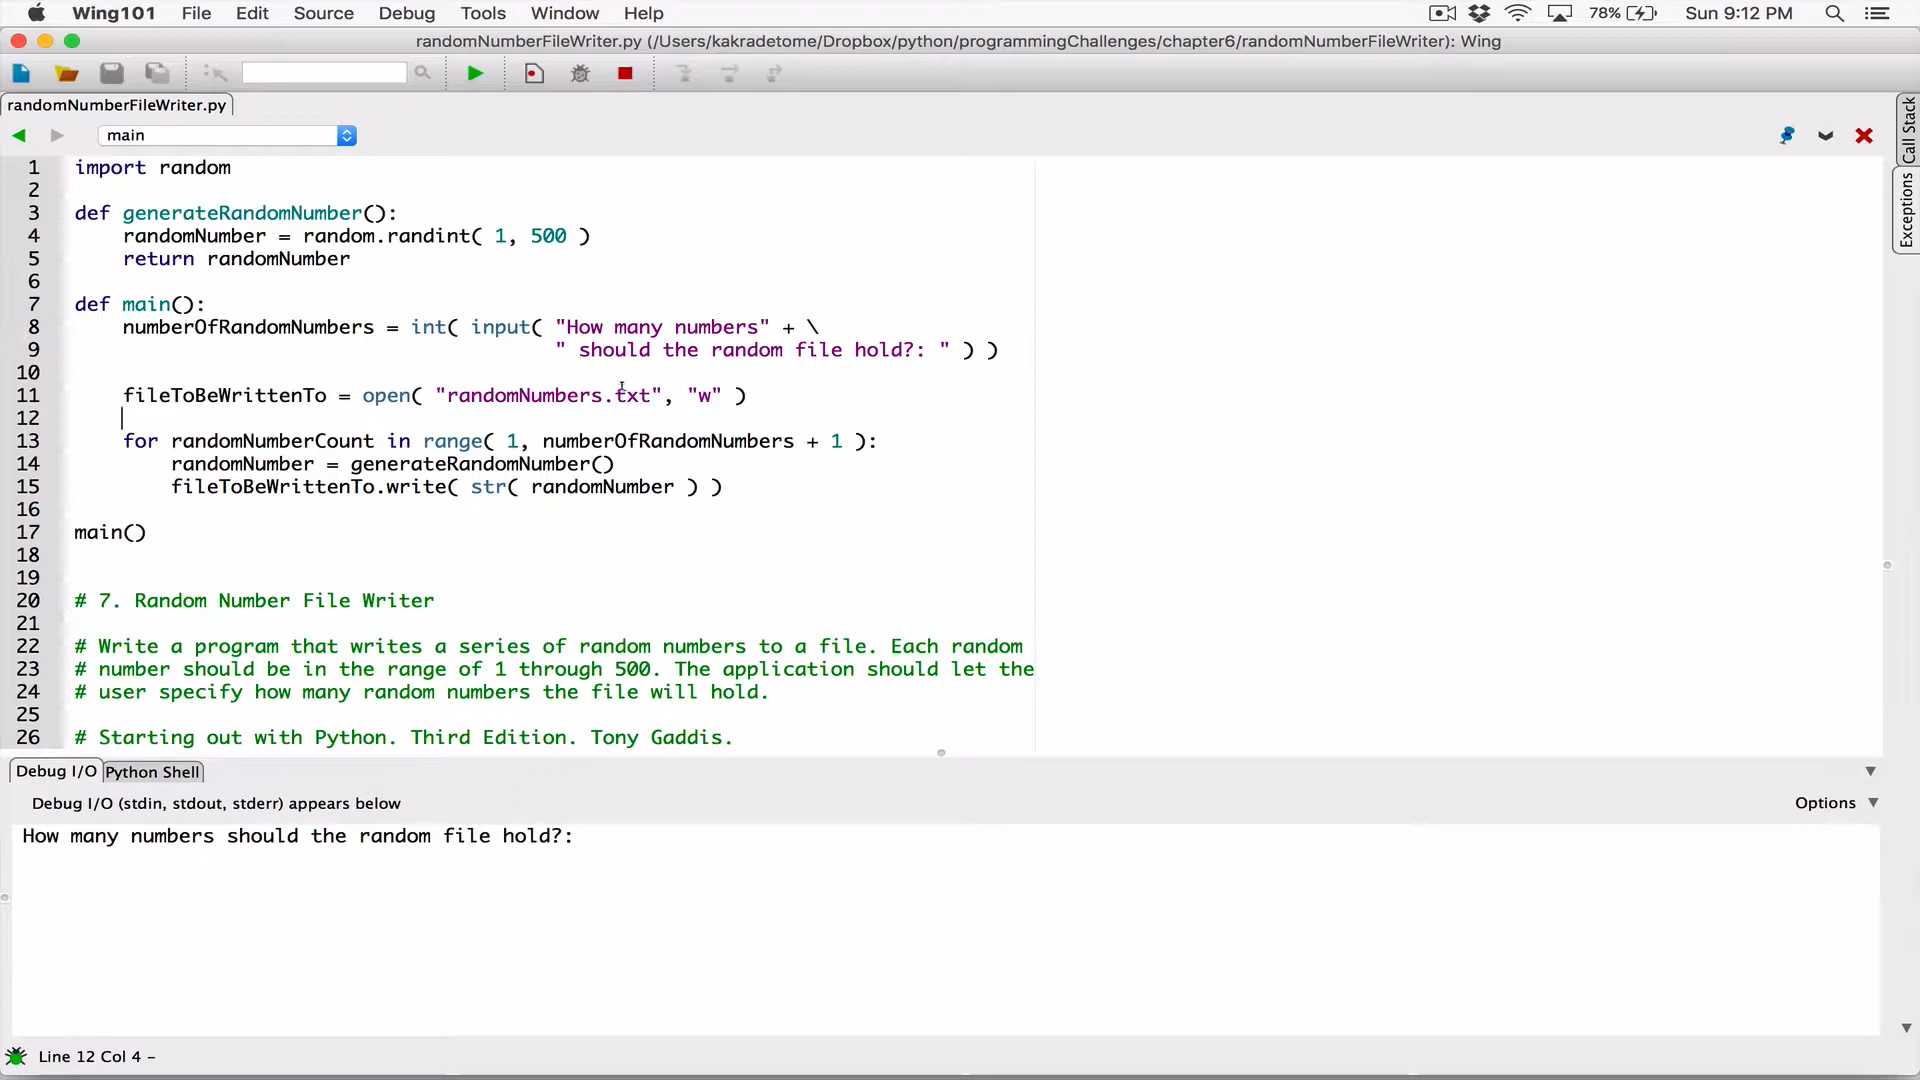 Wing101 File Edit Source Debug Tools Window Help 78% Sun 9:12 PM
randomNumberFileWriter.py (/Users/kakradetome/Dropbox/python/programmingChallenges/chapter6/randomNumberFileWriter): Wing
randomNumberFileWriter.py
main
Call Stack
Exceptions
1 import random
2
3 def generateRandomNumber():
4 randomNumber = random.randint( 1, 500 )
5 return randomNumber
6
7 def main():
8 numberOfRandomNumbers = int( input( "How many numbers" + \
9 " should the random file hold?: " ) )
10
11 fileToBeWrittenTo = open( "randomNumbers.txt", "w" )
12
13 for randomNumberCount in range( 1, numberOfRandomNumbers + 1 ):
14 randomNumber = generateRandomNumber()
15 fileToBeWrittenTo.write( str( randomNumber ) )
16
17 main()
18
19
20 # 7. Random Number File Writer
21
22 # Write a program that writes a series of random numbers to a file. Each random
23 # number should be in the range of 1 through 500. The application should let the
24 # user specify how many random numbers the file will hold.
25
26 # Starting out with Python. Third Edition. Tony Gaddis.
Debug I/O Python Shell
Debug I/O (stdin, stdout, stderr) appears below Options
How many numbers should the random file hold?:
Line 12 Col 4 -